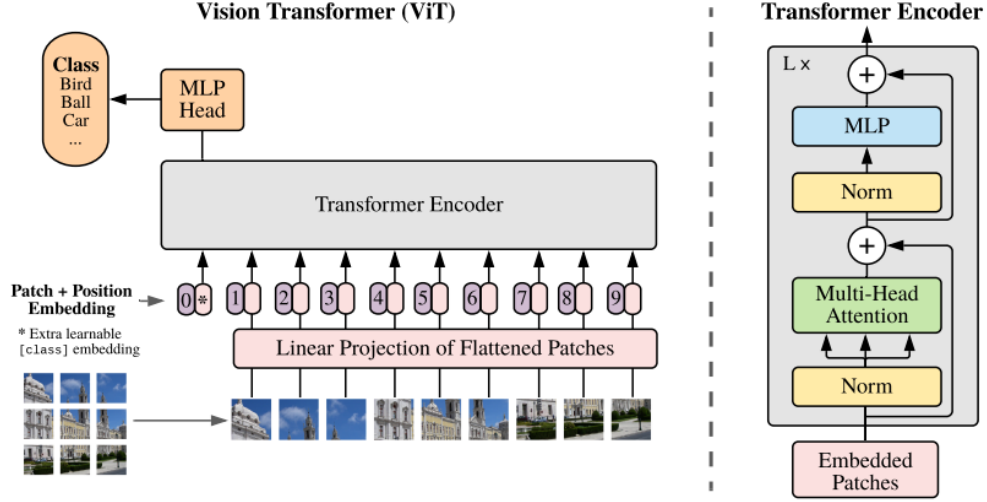 Vision Transformer (ViT)
Class
Bird
Ball
Car
...
MLP
Head
Transformer Encoder
Patch + Position
Embedding
0 * 1 2 3 4 5 6 7 8 9
* Extra learnable
[class] embedding
Linear Projection of Flattened Patches
Transformer Encoder
L x
+
MLP
Norm
+
Multi-Head
Attention
Norm
Embedded
Patches